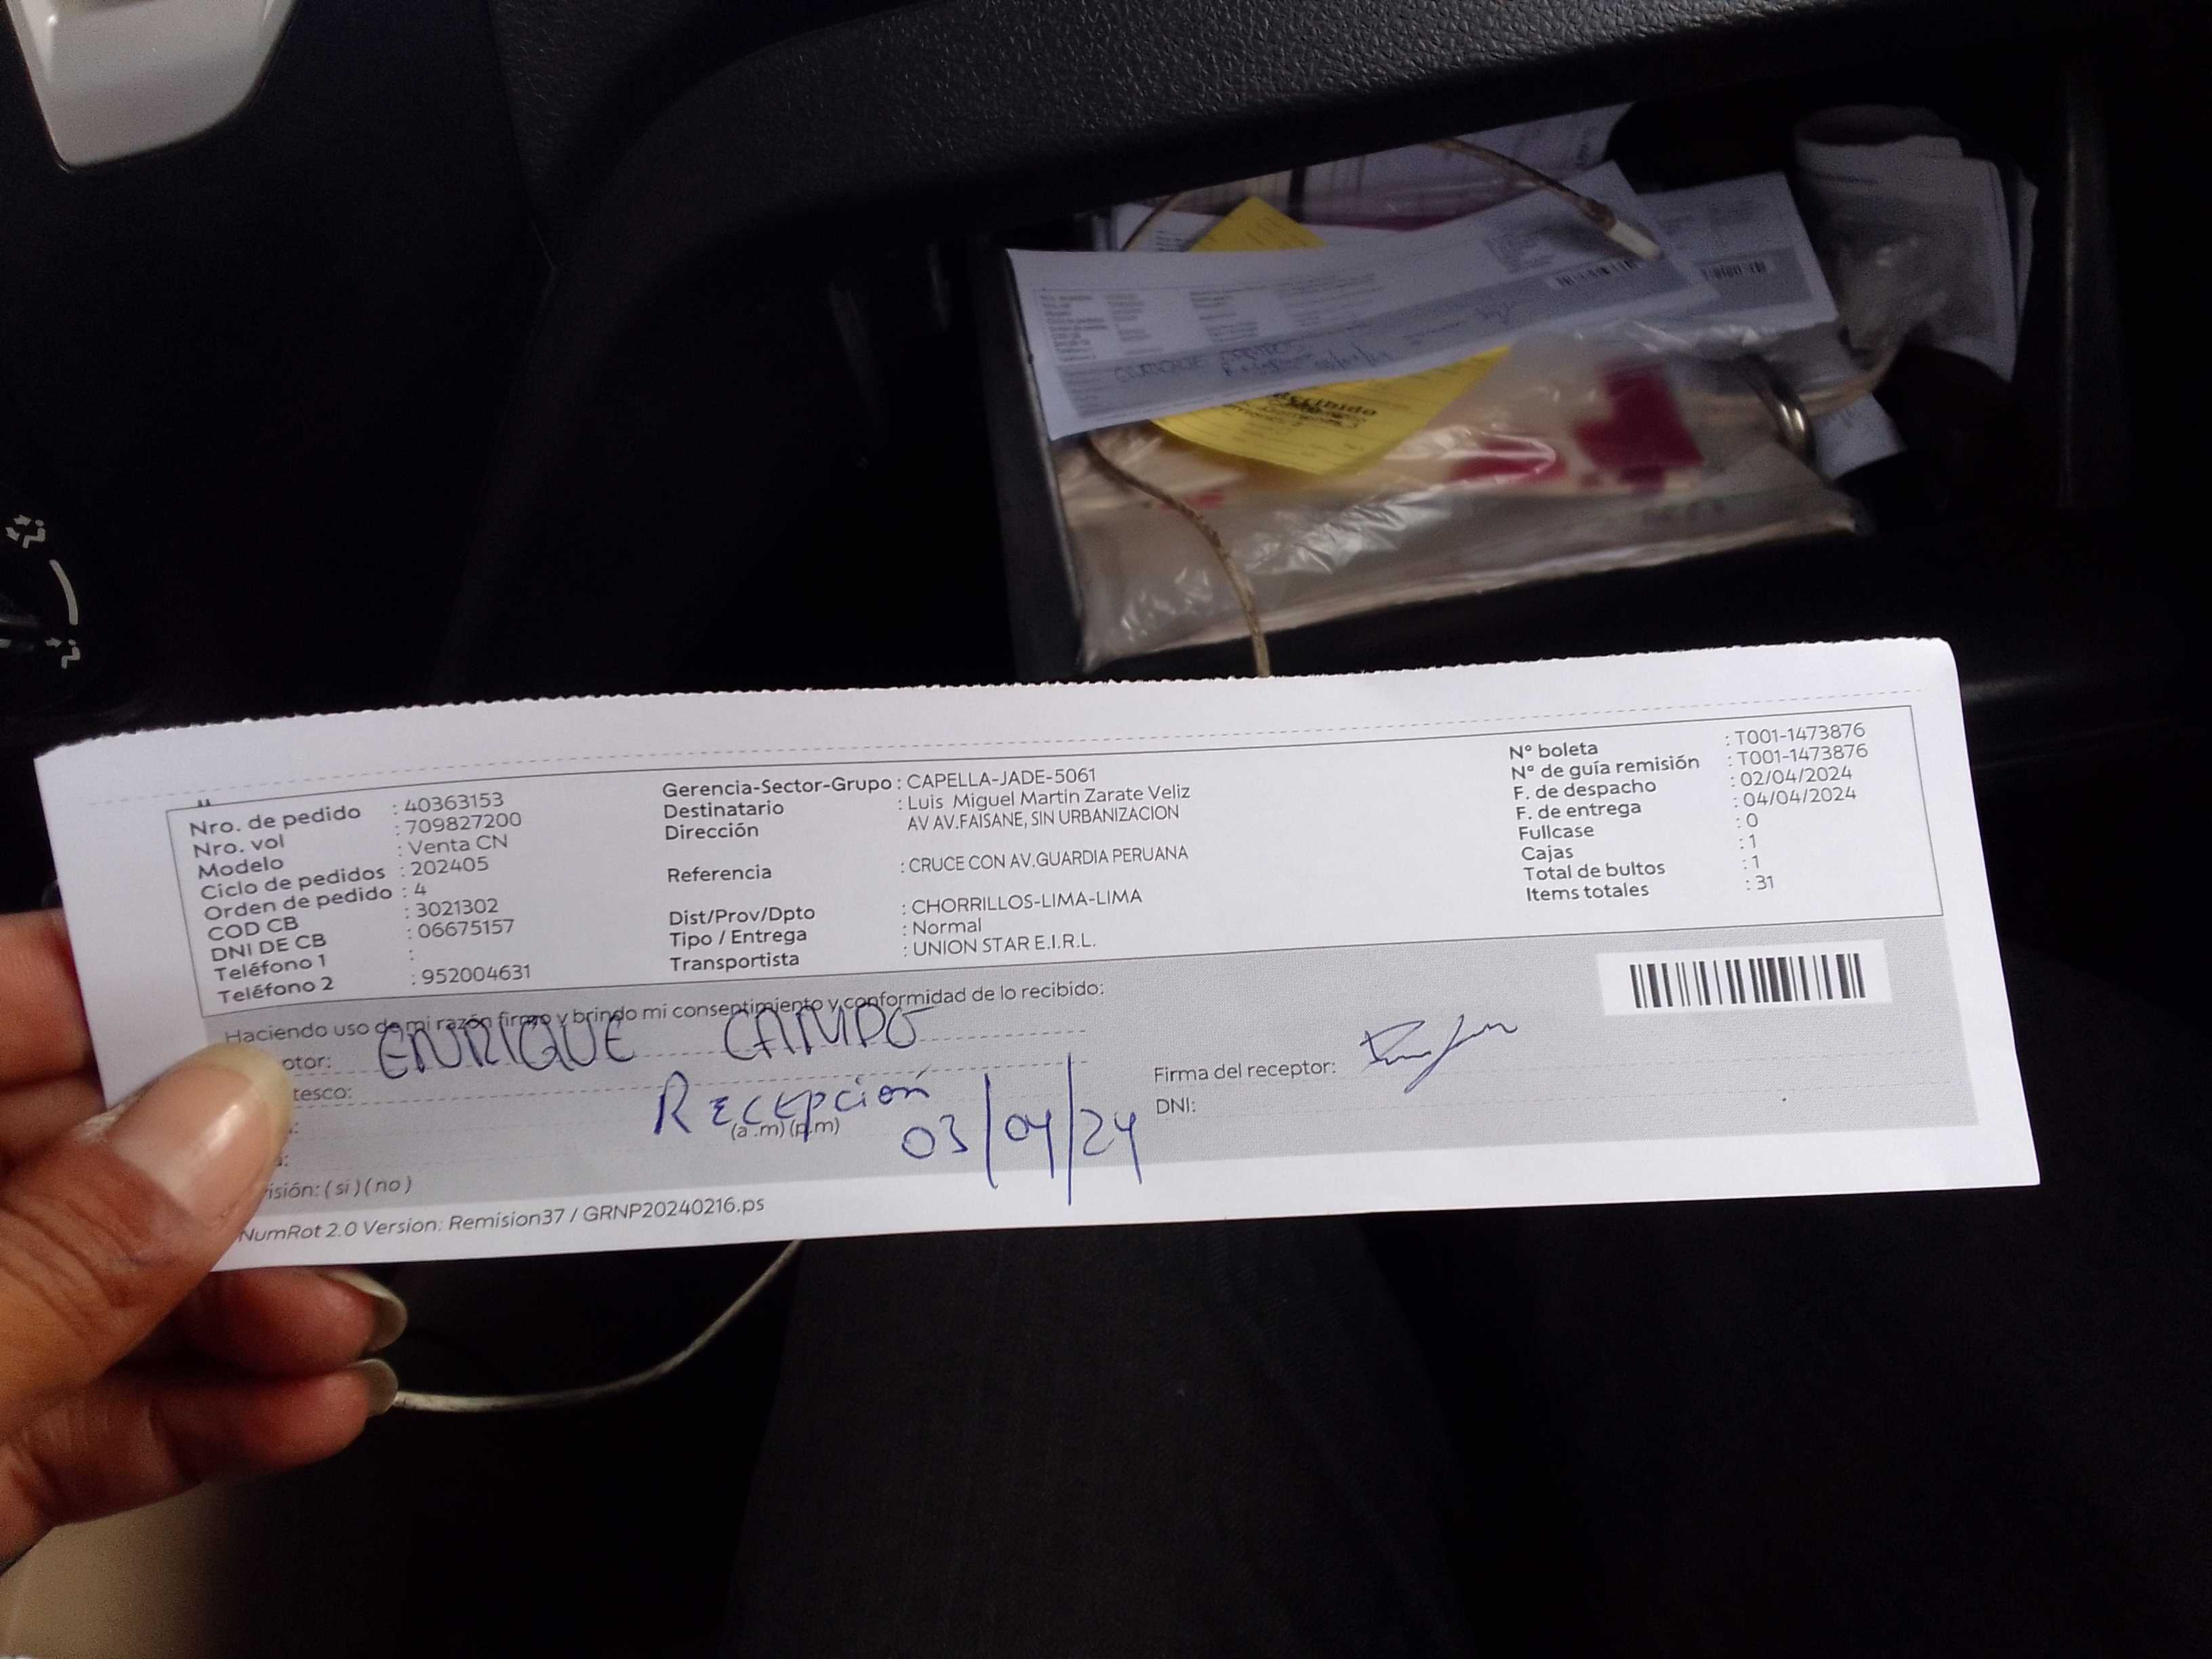 Nro. de pedido : 40363153
Nro. vol : 709827200
Modelo : Venta CN
Ciclo de pedidos : 202405
Orden de pedido : 4
COD CB : 3021302
DNI DE CB : 06675157
Teléfono 1 :
Teléfono 2 : 952004631
Gerencia-Sector-Grupo : CAPELLA-JADE-5061
Destinatario : Luis Miguel Martin Zarate Veliz
Dirección AV AV.FAISANE, SIN URBANIZACION
Referencia : CRUCE CON AV.GUARDIA PERUANA
Dist/Prov/Dpto : CHORRILLOS-LIMA-LIMA
Tipo / Entrega : Normal
Transportista : UNION STAR E.I.R.L.
N° boleta : T001-1473876
N° de guía remisión : T001-1473876
F. de despacho : 02/04/2024
F. de entrega : 04/04/2024
Fullcase : 0
Cajas : 1
Total de bultos : 1
Items totales : 31
Haciendo uso de mi razón firmo y brindo mi consentimiento y conformidad de lo recibido:
otor: ENRIQUE CAMPO
tesco: Recepción
(a .m) (p.m) 03/04/24
Firma del receptor:
DNI:
isión: ( si ) ( no )
NumRot 2.0 Version: Remision37 / GRNP20240216.ps